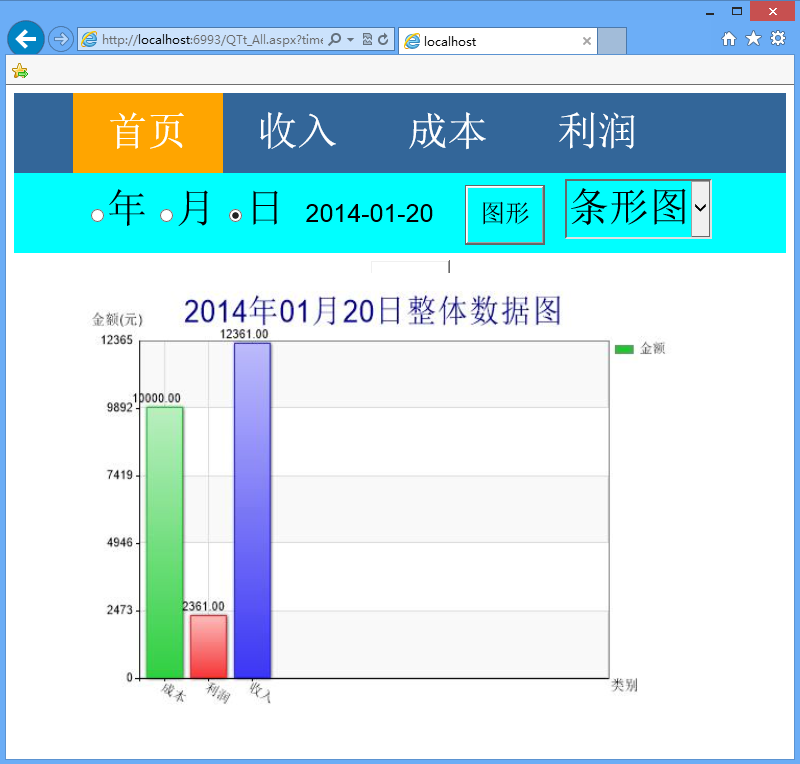 http://localhost:6993/QTt_All.aspx?time
localhost
首页 收入 成本 利润
年 月 日 2014-01-20 图形 条形图
2014年01月20日整体数据图
金额(元)
12361.00
12365
金额
10000.00
9892
7419
4946
2361.00
2473
0
类别
成本 利润 收入